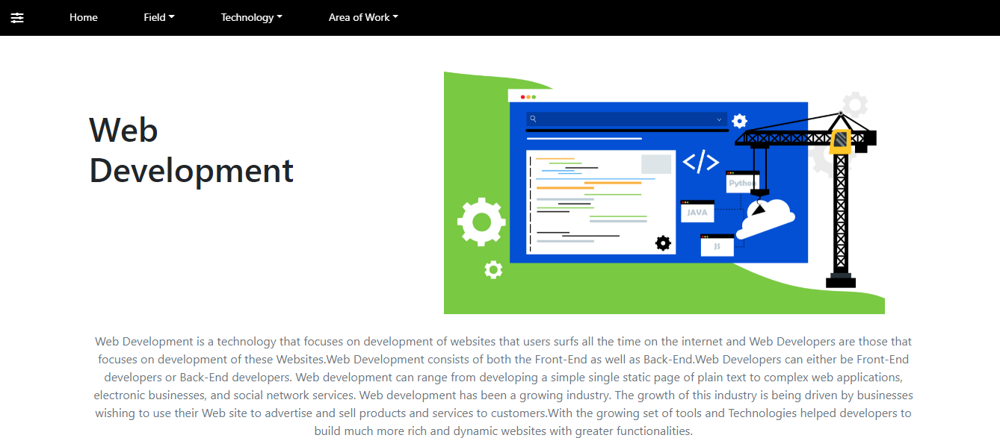 Home Field Technology Area of Work
Web
Development
</>
Python
JAVA
JS
Web Development is a technology that focuses on development of websites that users surfs all the time on the internet and Web Developers are those that
focuses on development of these Websites.Web Development consists of both the Front-End as well as Back-End.Web Developers can either be Front-End
developers or Back-End developers. Web development can range from developing a simple single static page of plain text to complex web applications,
electronic businesses, and social network services. Web development has been a growing industry. The growth of this industry is being driven by businesses
wishing to use their Web site to advertise and sell products and services to customers.With the growing set of tools and Technologies helped developers to
build much more rich and dynamic websites with greater functionalities.